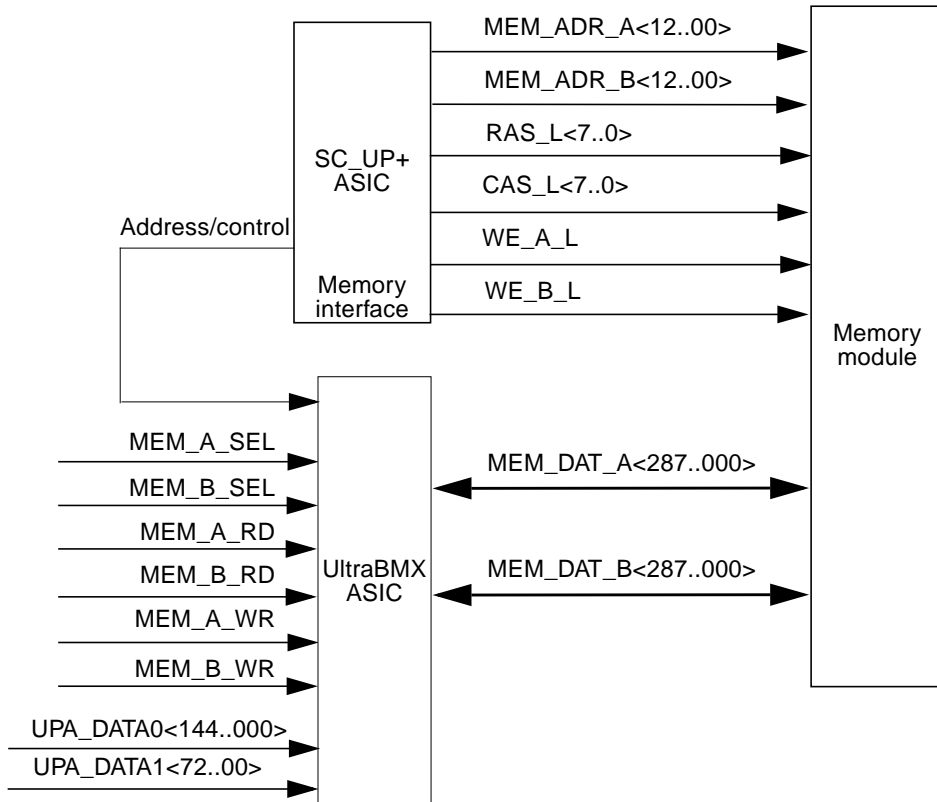 MEM_ADR_A<12..00>
MEM_ADR_B<12..00>
RAS_L<7..0>
SC_UP+
ASIC
CAS_L<7..0>
Address/control
WE_A_L
Memory
interface
WE_B_L
Memory
module
MEM_A_SEL
MEM_DAT_A<287..000>
MEM_B_SEL
MEM_A_RD
UltraBMX
ASIC
MEM_B_RD
MEM_DAT_B<287..000>
MEM_A_WR
MEM_B_WR
UPA_DATA0<144..000>
UPA_DATA1<72..00>